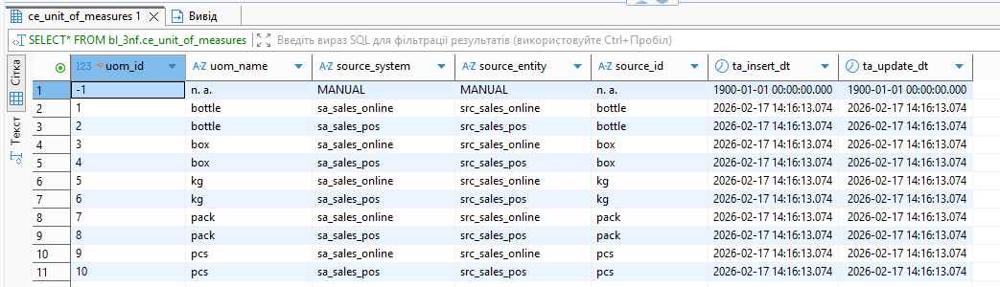 ce_unit_of_measures 1 Вивід
SELECT* FROM bl_3nf.ce_unit_of_measures Введіть вираз SQL для фільтрації результатів (використовуйте Ctrl+Пробіл)
Сітка
Текст
123 uom_id A-Z uom_name A-Z source_system A-Z source_entity A-Z source_id ta_insert_dt ta_update_dt
1 -1 n. a. MANUAL MANUAL n. a. 1900-01-01 00:00:00.000 1900-01-01 00:00:00.000
2 1 bottle sa_sales_online src_sales_online bottle 2026-02-17 14:16:13.074 2026-02-17 14:16:13.074
3 2 bottle sa_sales_pos src_sales_pos bottle 2026-02-17 14:16:13.074 2026-02-17 14:16:13.074
4 3 box sa_sales_online src_sales_online box 2026-02-17 14:16:13.074 2026-02-17 14:16:13.074
5 4 box sa_sales_pos src_sales_pos box 2026-02-17 14:16:13.074 2026-02-17 14:16:13.074
6 5 kg sa_sales_online src_sales_online kg 2026-02-17 14:16:13.074 2026-02-17 14:16:13.074
7 6 kg sa_sales_pos src_sales_pos kg 2026-02-17 14:16:13.074 2026-02-17 14:16:13.074
8 7 pack sa_sales_online src_sales_online pack 2026-02-17 14:16:13.074 2026-02-17 14:16:13.074
9 8 pack sa_sales_pos src_sales_pos pack 2026-02-17 14:16:13.074 2026-02-17 14:16:13.074
10 9 pcs sa_sales_online src_sales_online pcs 2026-02-17 14:16:13.074 2026-02-17 14:16:13.074
11 10 pcs sa_sales_pos src_sales_pos pcs 2026-02-17 14:16:13.074 2026-02-17 14:16:13.074